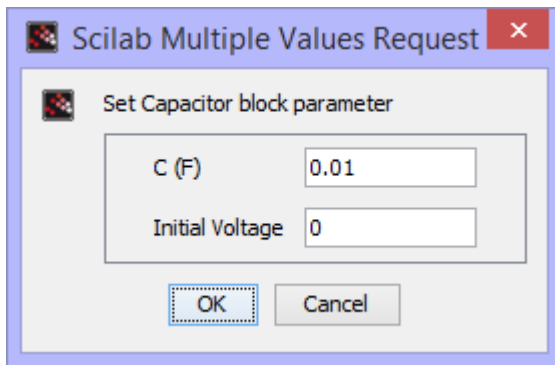 Scilab Multiple Values Request
Set Capacitor block parameter
C (F) 0.01
Initial Voltage 0
OK Cancel